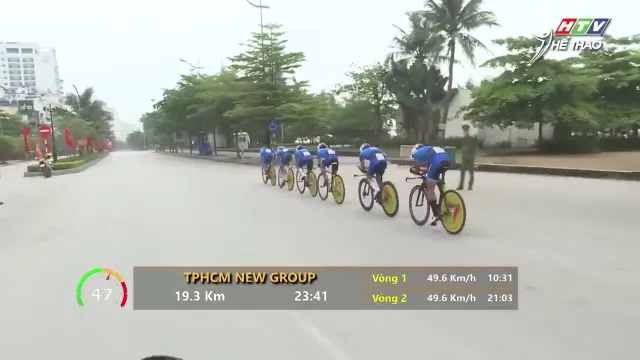 HTV
THỂ THAO
TPHCM NEW GROUP
19.3 Km 23:41
Vòng 1 49.6 Km/h 10:31
Vòng 2 49.6 Km/h 21:03
47